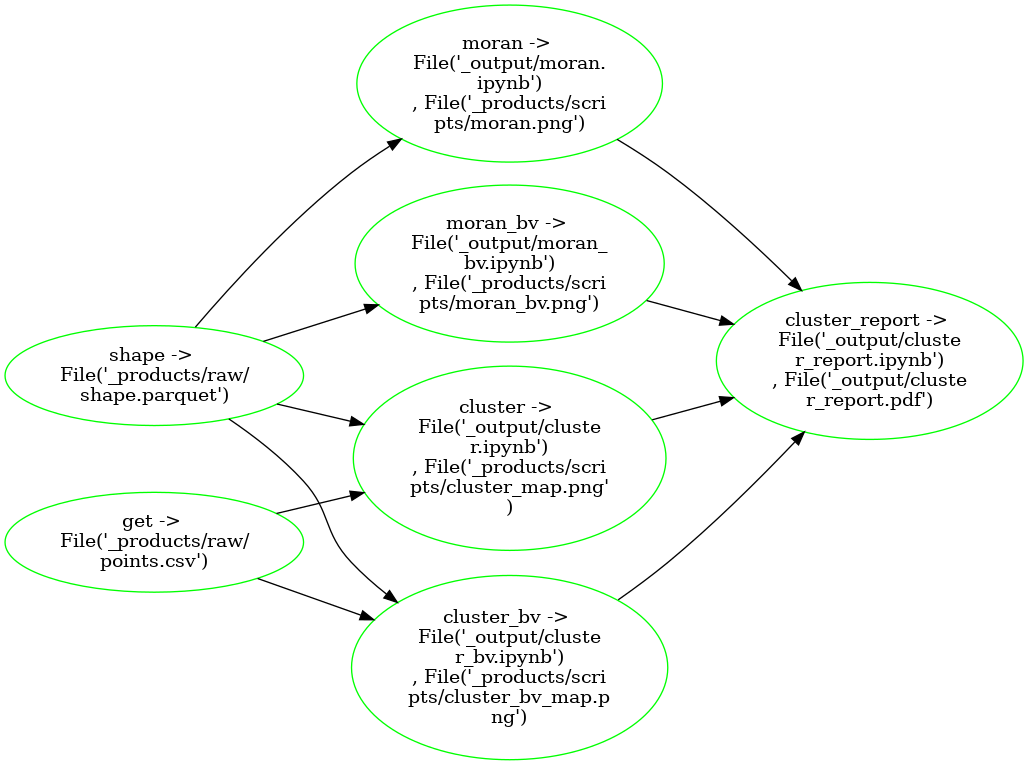 moran ->
File('_output/moran.
ipynb')
, File('_products/scri
pts/moran.png')
moran_bv ->
File('_output/moran_
bv.ipynb')
, File('_products/scri
pts/moran_bv.png')
shape ->
File('_products/raw/
shape.parquet')
cluster ->
File('_output/cluste
r.ipynb')
, File('_products/scri
pts/cluster_map.png'
)
get ->
File('_products/raw/
points.csv')
cluster_bv ->
File('_output/cluste
r_bv.ipynb')
, File('_products/scri
pts/cluster_bv_map.p
ng')
cluster_report ->
File('_output/cluste
r_report.ipynb')
, File('_output/cluste
r_report.pdf')